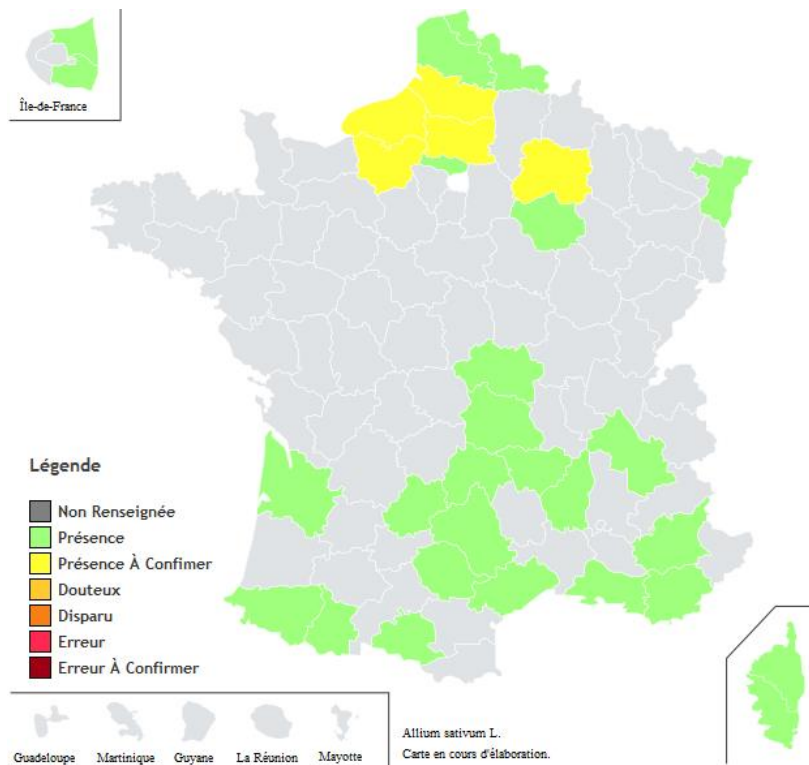 Île-de-France
Légende
Non Renseignée
Présence
Présence À Confimer
Douteux
Disparu
Erreur
Erreur À Confirmer
Guadeloupe Martinique Guyane La Réunion Mayotte
Allium sativum L.
Carte en cours d'élaboration.